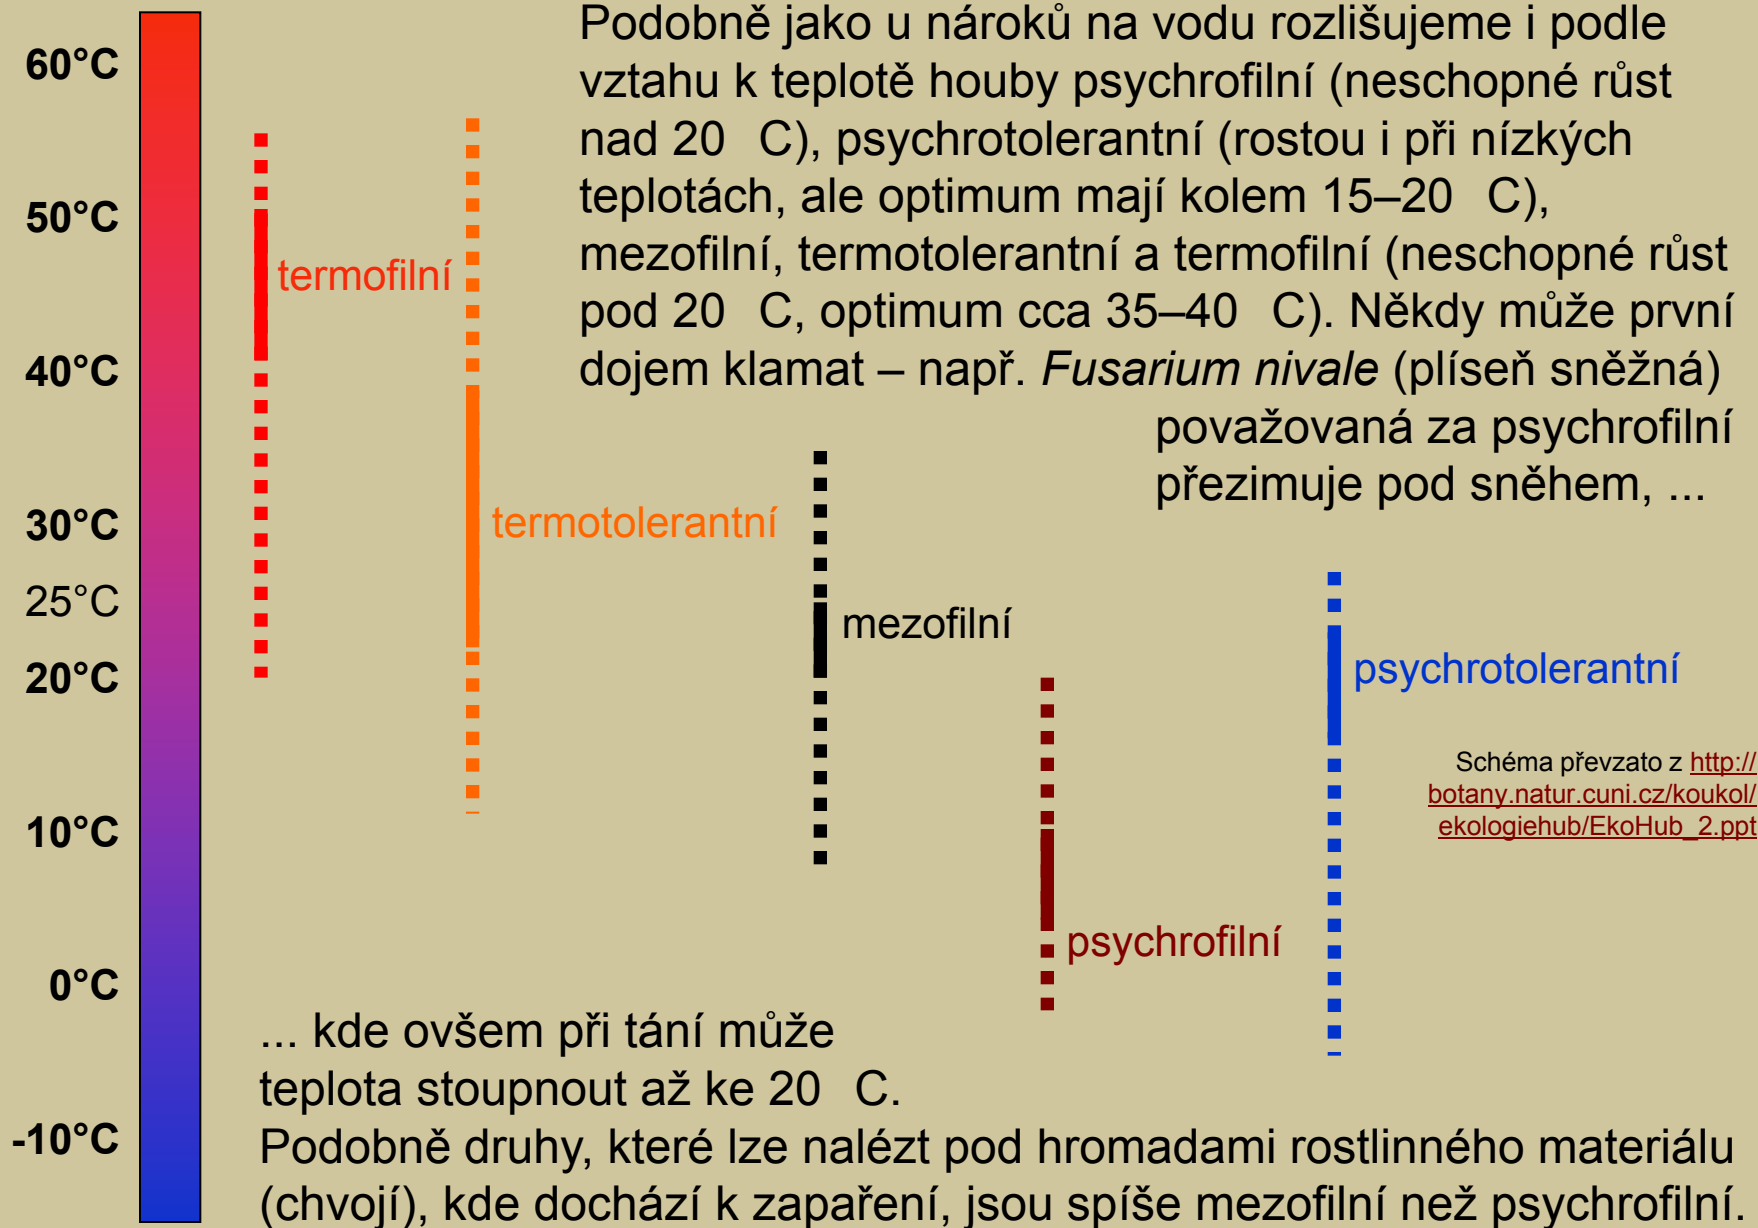 Podobně jako u nároků na vodu rozlišujeme i podle
vztahu k teplotě houby psychrofilní (neschopné růst
nad 20 C), psychrotolerantní (rostou i při nízkých
teplotách, ale optimum mají kolem 15–20 C),
mezofilní, termotolerantní a termofilní (neschopné růst
pod 20 C, optimum cca 35–40 C). Někdy může první
dojem klamat – např. Fusarium nivale (plíseň sněžná)
považovaná za psychrofilní
přezimuje pod sněhem, ...
60°C
50°C
40°C
30°C
25°C
20°C
10°C
0°C
-10°C
termofilní
termotolerantní
mezofilní
psychrofilní
psychrotolerantní
Schéma převzato z http://
botany.natur.cuni.cz/koukol/
ekologiehub/EkoHub_2.ppt
... kde ovšem při tání může
teplota stoupnout až ke 20 C.
Podobně druhy, které lze nalézt pod hromadami rostlinného materiálu
(chvojí), kde dochází k zapaření, jsou spíše mezofilní než psychrofilní.